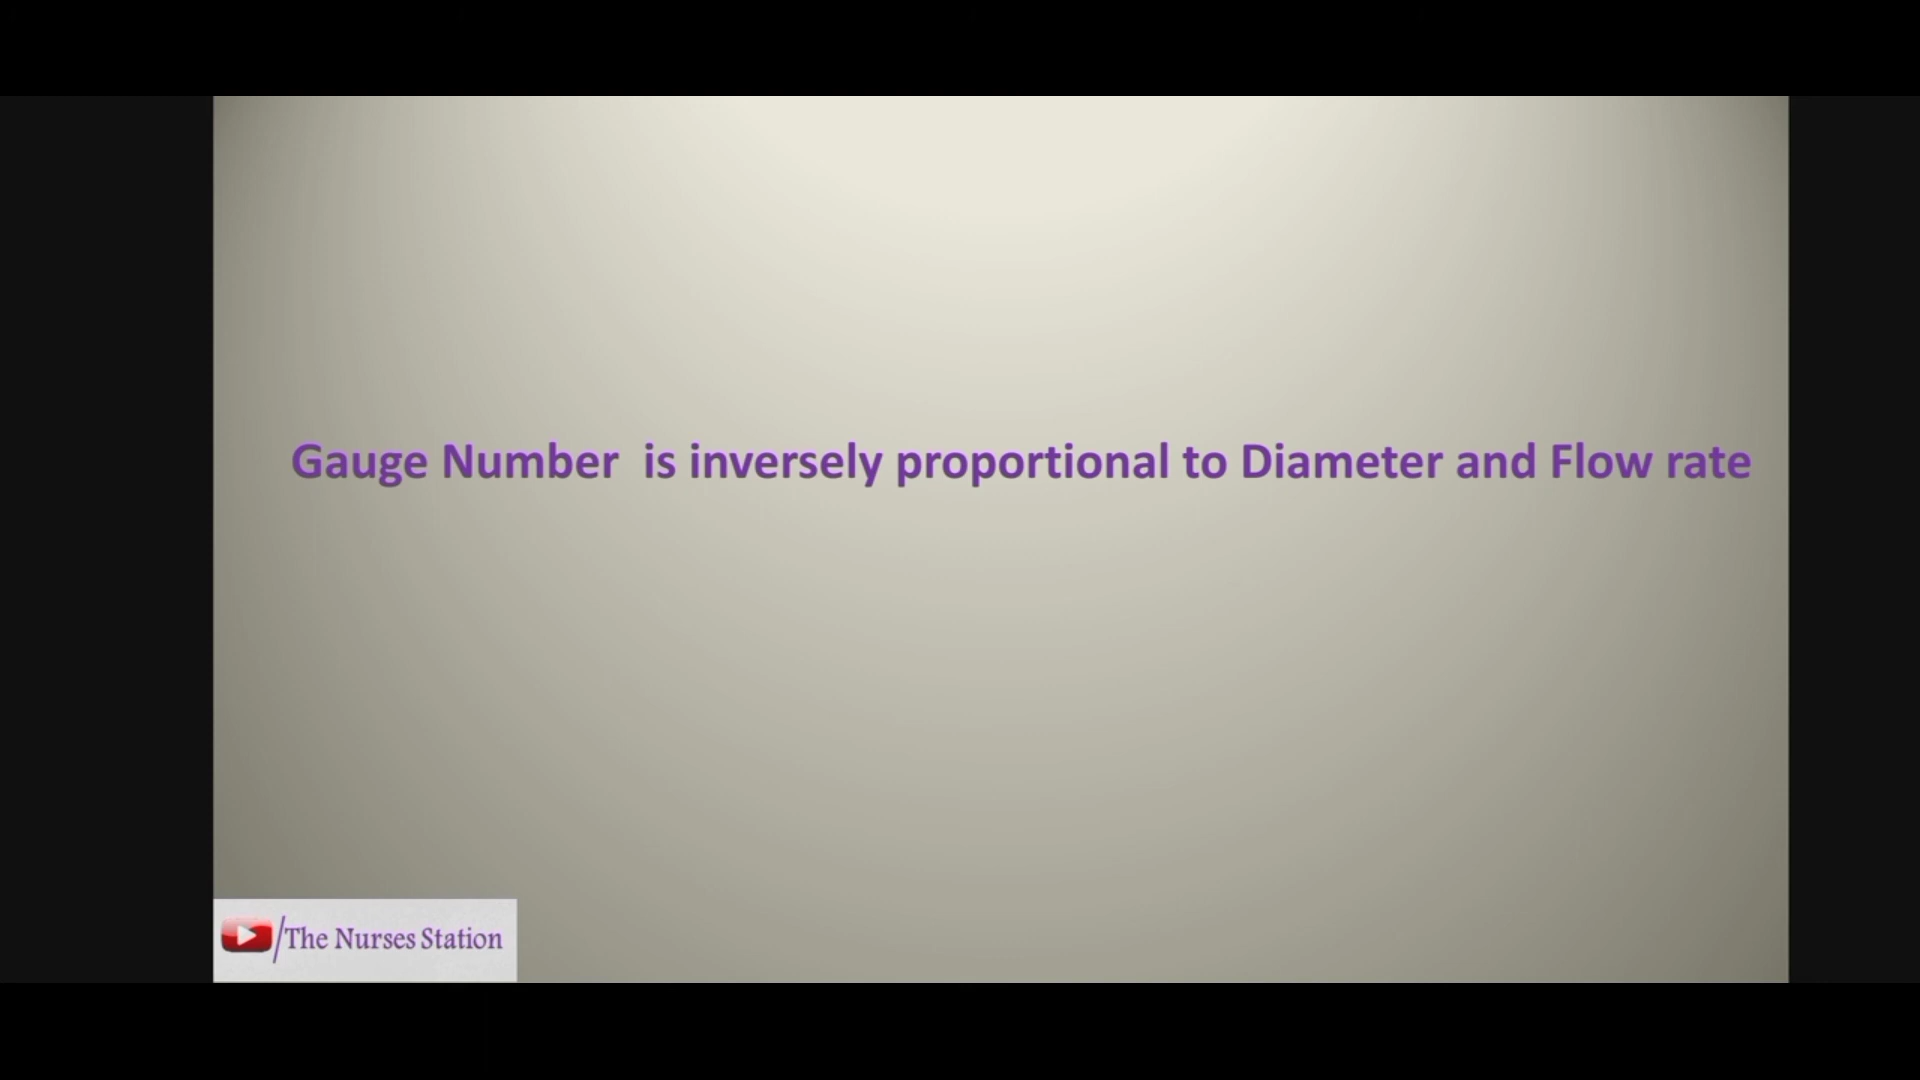 Gauge Number  is inversely proportional to Diameter and Flow rate
/The Nurses Station